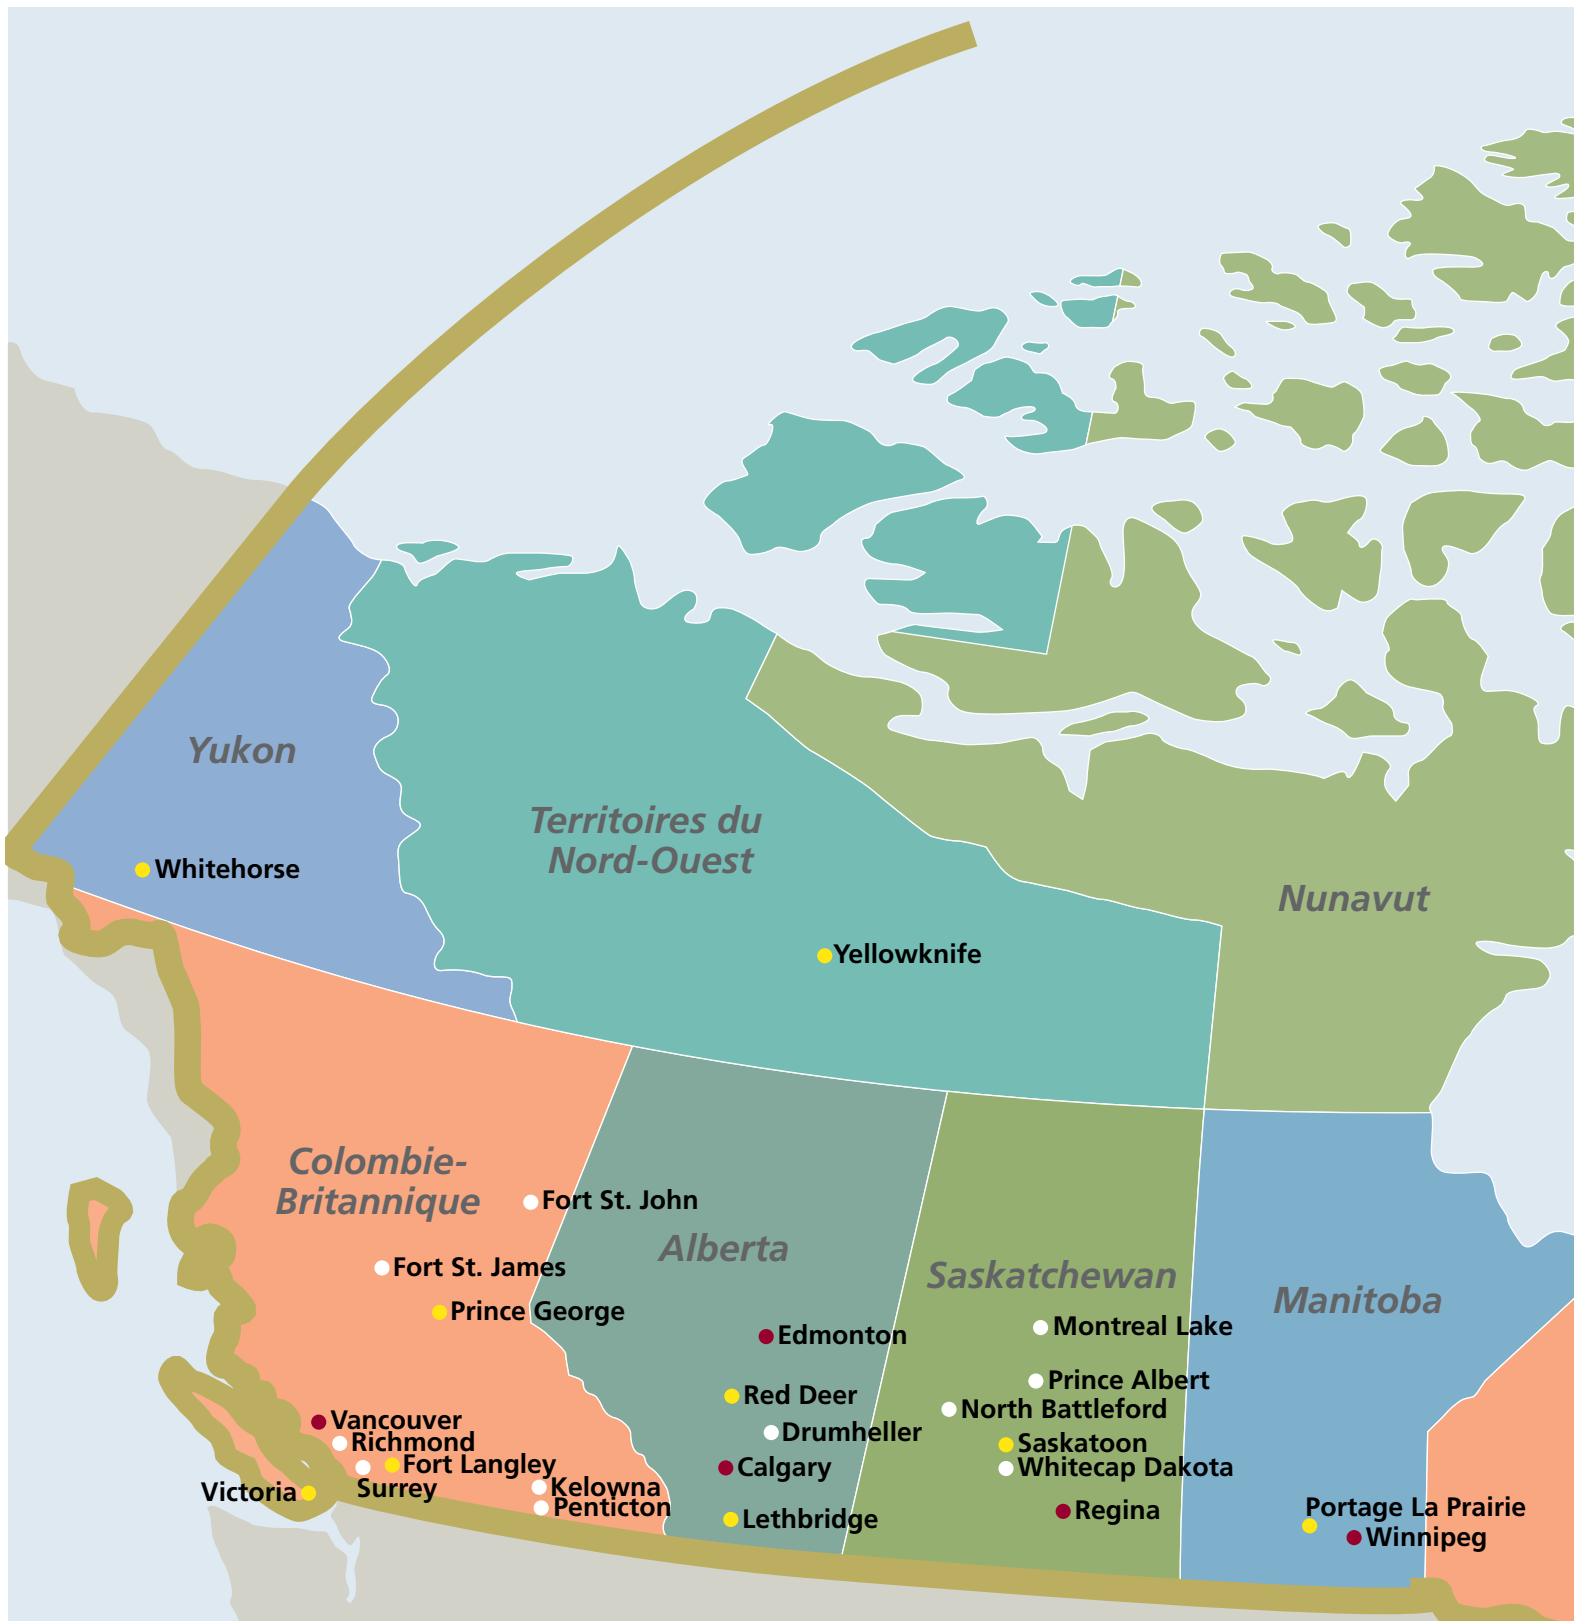 Yukon
Territoires du
Nord-Ouest
Whitehorse
Nunavut
Yellowknife
Colombie-
Britannique
Fort St. John
Alberta
Fort St. James
Saskatchewan
Prince George
Manitoba
Edmonton
Montreal Lake
Prince Albert
Red Deer
North Battleford
Vancouver
Drumheller
Richmond
Saskatoon
Fort Langley
Calgary
Whitecap Dakota
Surrey
Kelowna
Victoria
Penticton
Portage La Prairie
Regina
Lethbridge
Winnipeg